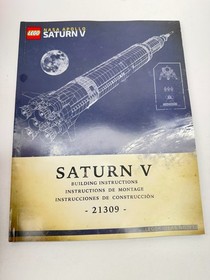 LEGO
NASA APOLLO
SATURN V
SATURN V
BUILDING INSTRUCTIONS
INSTRUCTIONS DE MONTAGE
INSTRUCCIONES DE CONSTRUCCIÓN
- 21309 -